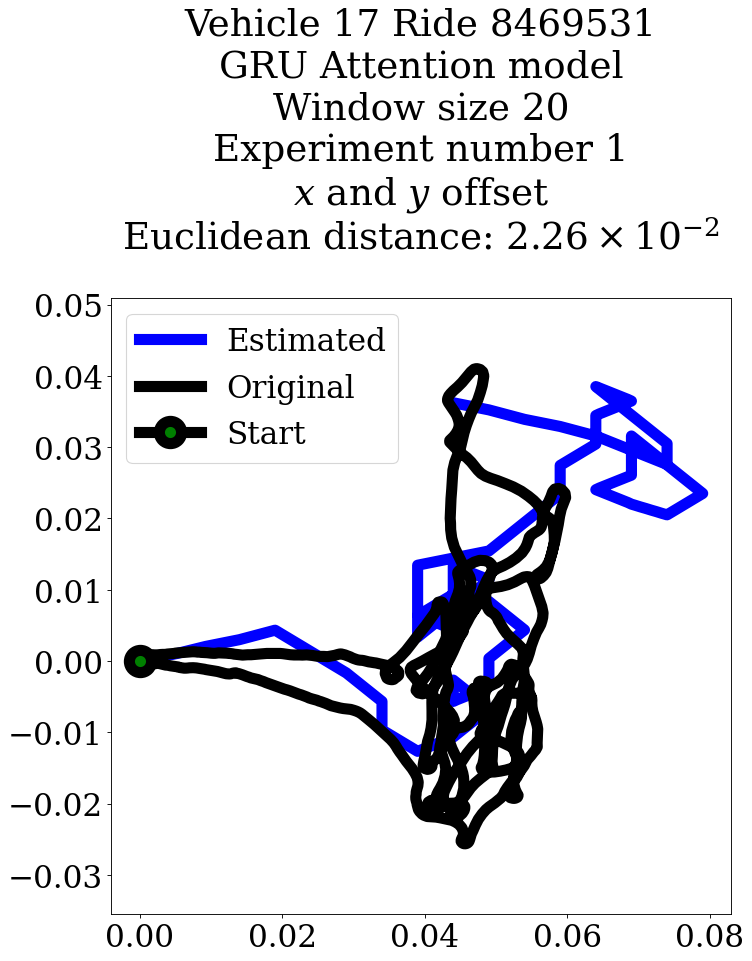 Vehicle 17 Ride 8469531
GRU Attention model
Window size 20
Experiment number 1
x and y offset
Euclidean distance: 2.26 × 10⁻²
Estimated
Original
Start
0.05
0.04
0.03
0.02
0.01
0.00
−0.01
−0.02
−0.03
0.00 0.02 0.04 0.06 0.08